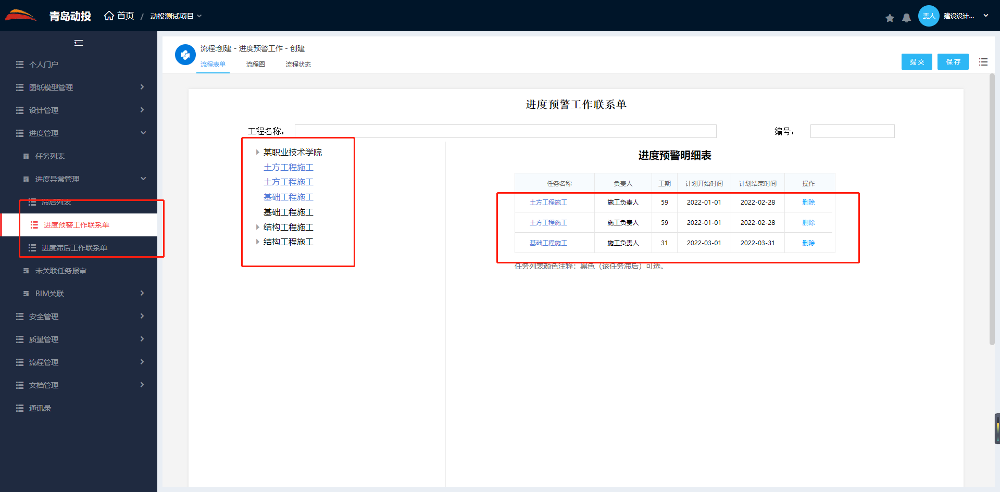 青岛动投 首页 / 动投测试项目
责人 建设设计...
个人门户
图纸模型管理
设计管理
进度管理
任务列表
进度异常管理
滞后列表
进度预警工作联系单
进度滞后工作联系单
未关联任务报审
BIM关联
安全管理
质量管理
流程管理
文档管理
通讯录
流程:创建 - 进度预警工作 - 创建
流程表单 流程图 流程状态
提交 保存
进度预警工作联系单
工程名称： 编号：
某职业技术学院
土方工程施工
土方工程施工
基础工程施工
基础工程施工
结构工程施工
结构工程施工
进度预警明细表
任务名称 负责人 工期 计划开始时间 计划结束时间 操作
土方工程施工 施工负责人 59 2022-01-01 2022-02-28 删除
土方工程施工 施工负责人 59 2022-01-01 2022-02-28 删除
基础工程施工 施工负责人 31 2022-03-01 2022-03-31 删除
任务列表颜色注释：黑色（该任务滞后）可选。